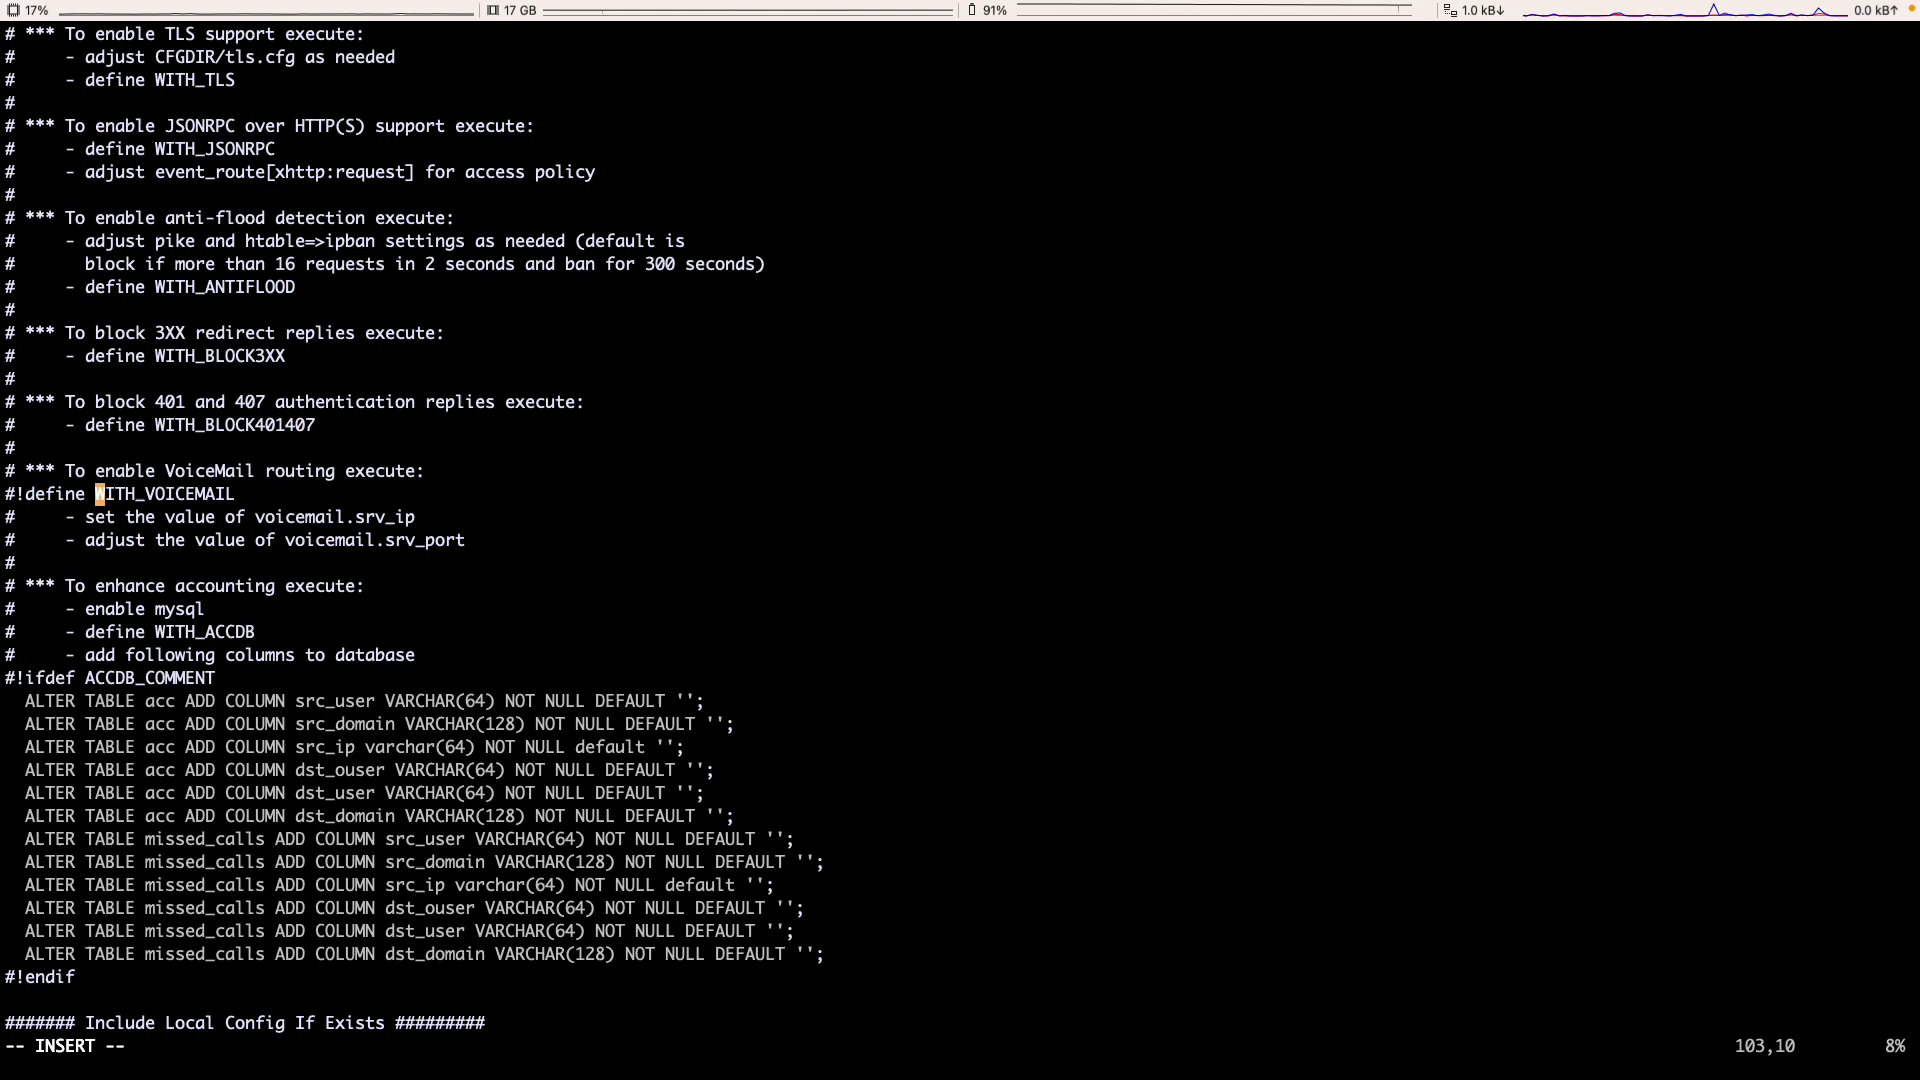 17% 17 GB 91% 1.0 kB↓ 0.0 kB↑
# *** To enable TLS support execute:
#     - adjust CFGDIR/tls.cfg as needed
#     - define WITH_TLS
#
# *** To enable JSONRPC over HTTP(S) support execute:
#     - define WITH_JSONRPC
#     - adjust event_route[xhttp:request] for access policy
#
# *** To enable anti-flood detection execute:
#     - adjust pike and htable=>ipban settings as needed (default is
#       block if more than 16 requests in 2 seconds and ban for 300 seconds)
#     - define WITH_ANTIFLOOD
#
# *** To block 3XX redirect replies execute:
#     - define WITH_BLOCK3XX
#
# *** To block 401 and 407 authentication replies execute:
#     - define WITH_BLOCK401407
#
# *** To enable VoiceMail routing execute:
#!define WITH_VOICEMAIL
#     - set the value of voicemail.srv_ip
#     - adjust the value of voicemail.srv_port
#
# *** To enhance accounting execute:
#     - enable mysql
#     - define WITH_ACCDB
#     - add following columns to database
#!ifdef ACCDB_COMMENT
  ALTER TABLE acc ADD COLUMN src_user VARCHAR(64) NOT NULL DEFAULT '';
  ALTER TABLE acc ADD COLUMN src_domain VARCHAR(128) NOT NULL DEFAULT '';
  ALTER TABLE acc ADD COLUMN src_ip varchar(64) NOT NULL default '';
  ALTER TABLE acc ADD COLUMN dst_ouser VARCHAR(64) NOT NULL DEFAULT '';
  ALTER TABLE acc ADD COLUMN dst_user VARCHAR(64) NOT NULL DEFAULT '';
  ALTER TABLE acc ADD COLUMN dst_domain VARCHAR(128) NOT NULL DEFAULT '';
  ALTER TABLE missed_calls ADD COLUMN src_user VARCHAR(64) NOT NULL DEFAULT '';
  ALTER TABLE missed_calls ADD COLUMN src_domain VARCHAR(128) NOT NULL DEFAULT '';
  ALTER TABLE missed_calls ADD COLUMN src_ip varchar(64) NOT NULL default '';
  ALTER TABLE missed_calls ADD COLUMN dst_ouser VARCHAR(64) NOT NULL DEFAULT '';
  ALTER TABLE missed_calls ADD COLUMN dst_user VARCHAR(64) NOT NULL DEFAULT '';
  ALTER TABLE missed_calls ADD COLUMN dst_domain VARCHAR(128) NOT NULL DEFAULT '';
#!endif

####### Include Local Config If Exists #########
-- INSERT -- 103,10 8%